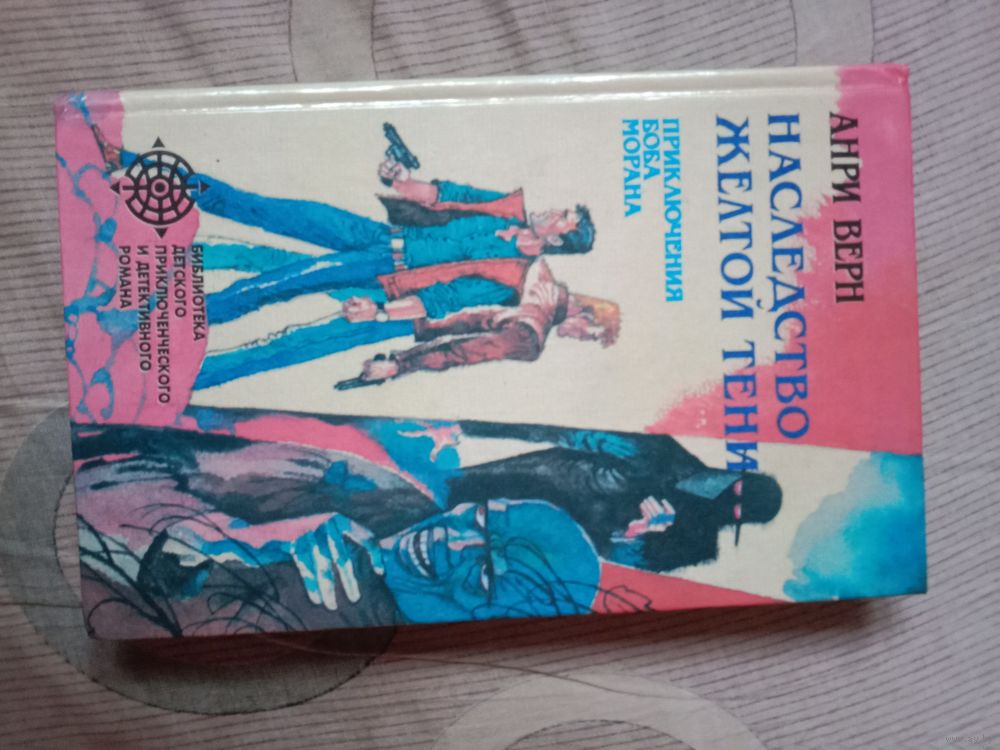 АНРИ ВЕРН
НАСЛЕДСТВО
ЖЕЛТОЙ ТЕНИ
ПРИКЛЮЧЕНИЯ
БОБА
МОРАНА
БИБЛИОТЕКА
ДЕТСКОГО
ПРИКЛЮЧЕНЧЕСКОГО
И ДЕТЕКТИВНОГО
РОМАНА